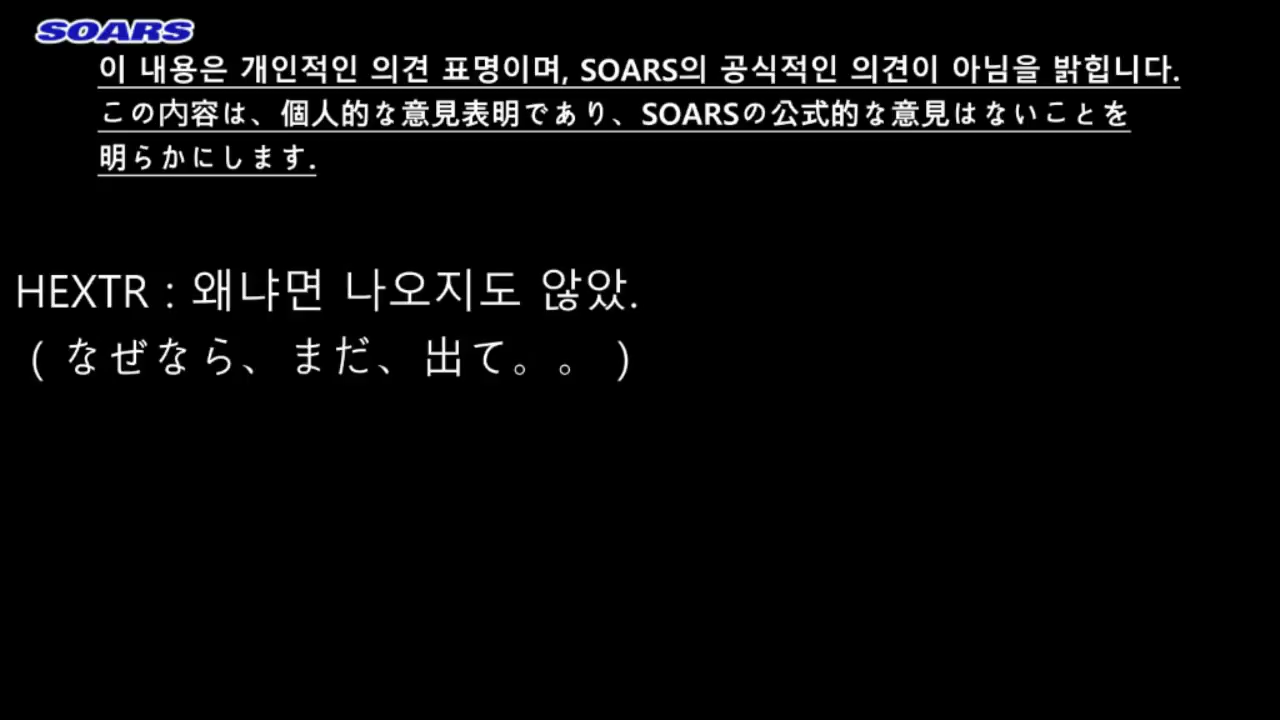 SOARS
이 내용은 개인적인 의견 표명이며, SOARS의 공식적인 의견이 아님을 밝힙니다.
この内容は、個人的な意見表明であり、SOARSの公式的な意見はないことを
明らかにします.
HEXTR : 왜냐면 나오지도 않았.
( なぜなら、まだ、出て。。 )